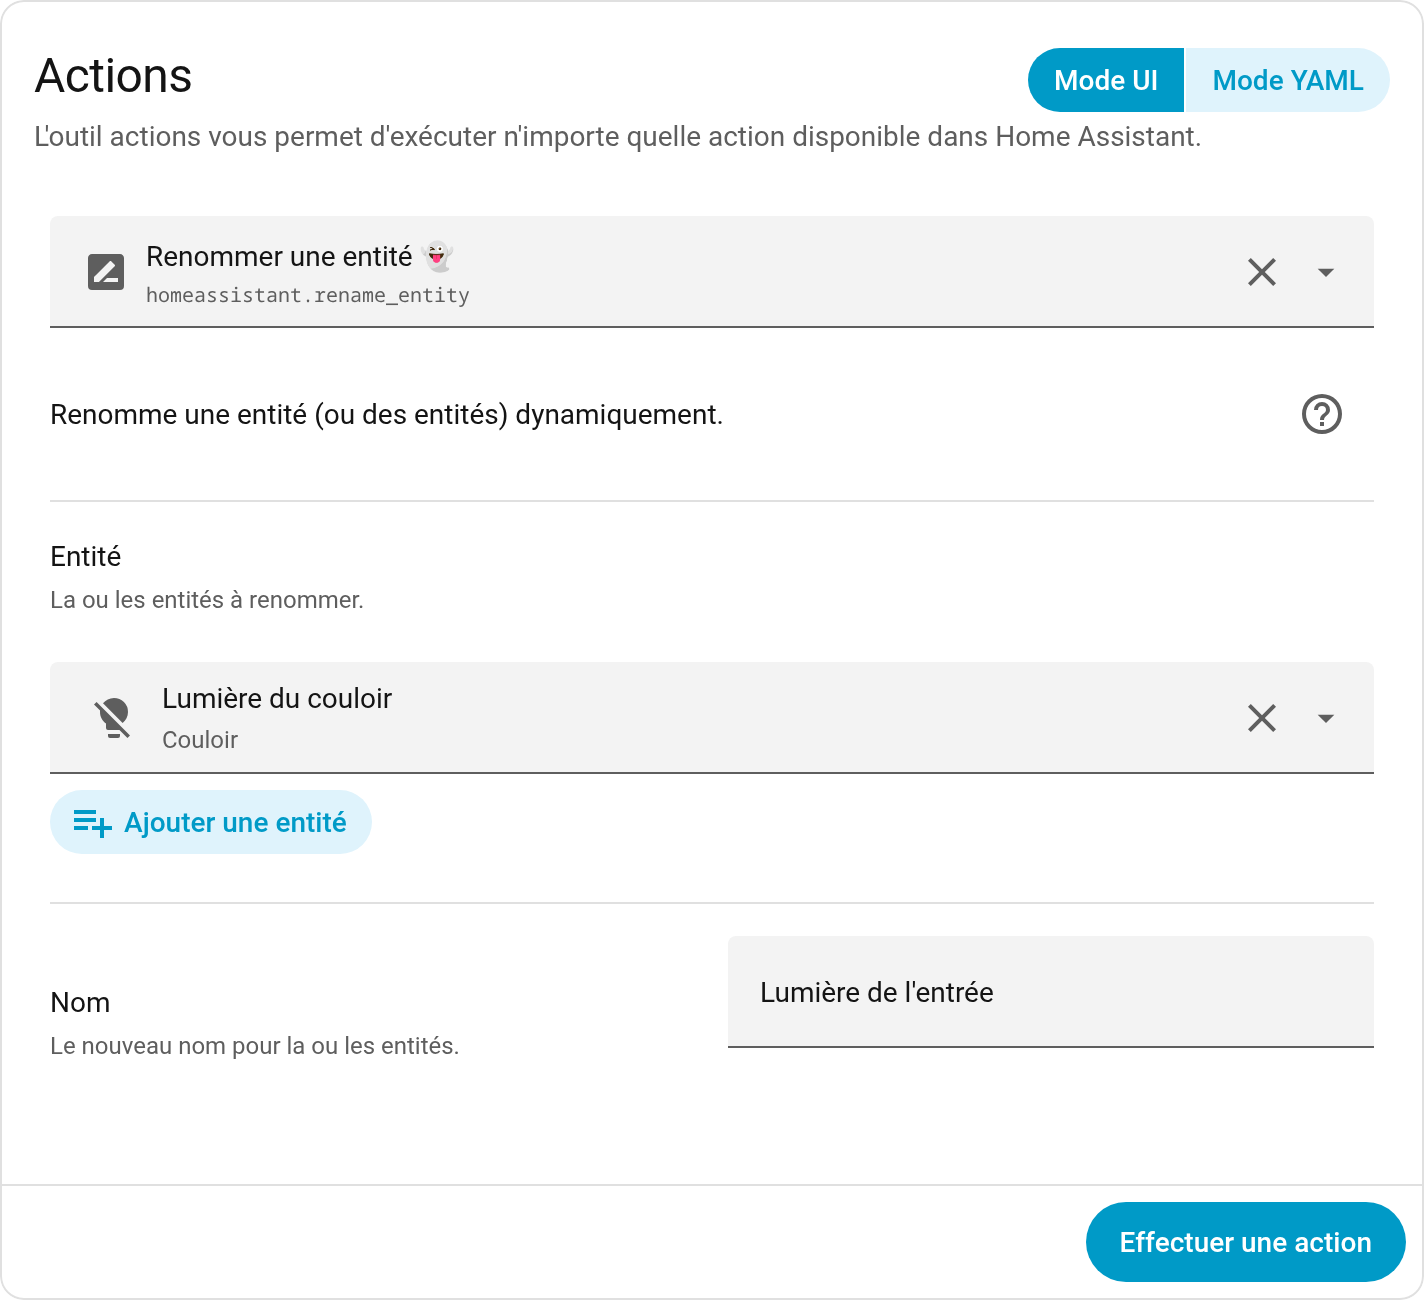 Actions
Mode UI
Mode YAML
L'outil actions vous permet d'exécuter n'importe quelle action disponible dans Home Assistant.
Renommer une entité 👻
homeassistant.rename_entity
Renomme une entité (ou des entités) dynamiquement.
Entité
La ou les entités à renommer.
Lumière du couloir
Couloir
Ajouter une entité
Nom
Le nouveau nom pour la ou les entités.
Lumière de l'entrée
Effectuer une action